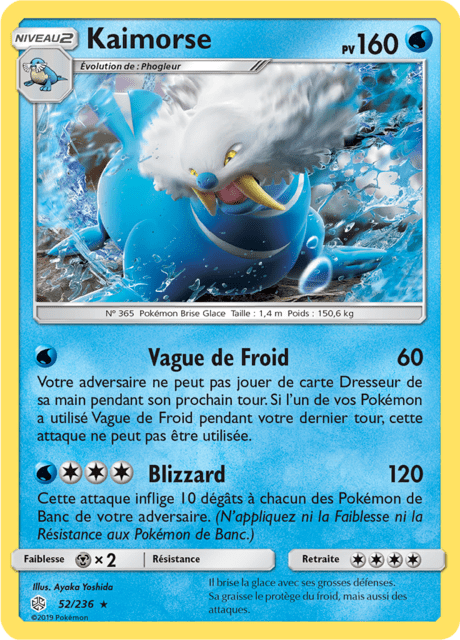 NIVEAU2 Kaimorse PV160
Évolution de : Phogleur
Nº 365 Pokémon Brise Glace Taille : 1,4 m Poids : 150,6 kg
Vague de Froid 60
Votre adversaire ne peut pas jouer de carte Dresseur de
sa main pendant son prochain tour. Si l'un de vos Pokémon
a utilisé Vague de Froid pendant votre dernier tour, cette
attaque ne peut pas être utilisée.
Blizzard 120
Cette attaque inflige 10 dégâts à chacun des Pokémon de
Banc de votre adversaire. (N'appliquez ni la Faiblesse ni la
Résistance aux Pokémon de Banc.)
Faiblesse ×2 Résistance Retraite
Illus. Ayaka Yoshida
52/236
©2019 Pokémon
Il brise la glace avec ses grosses défenses.
Sa graisse le protège du froid, mais aussi des
attaques.